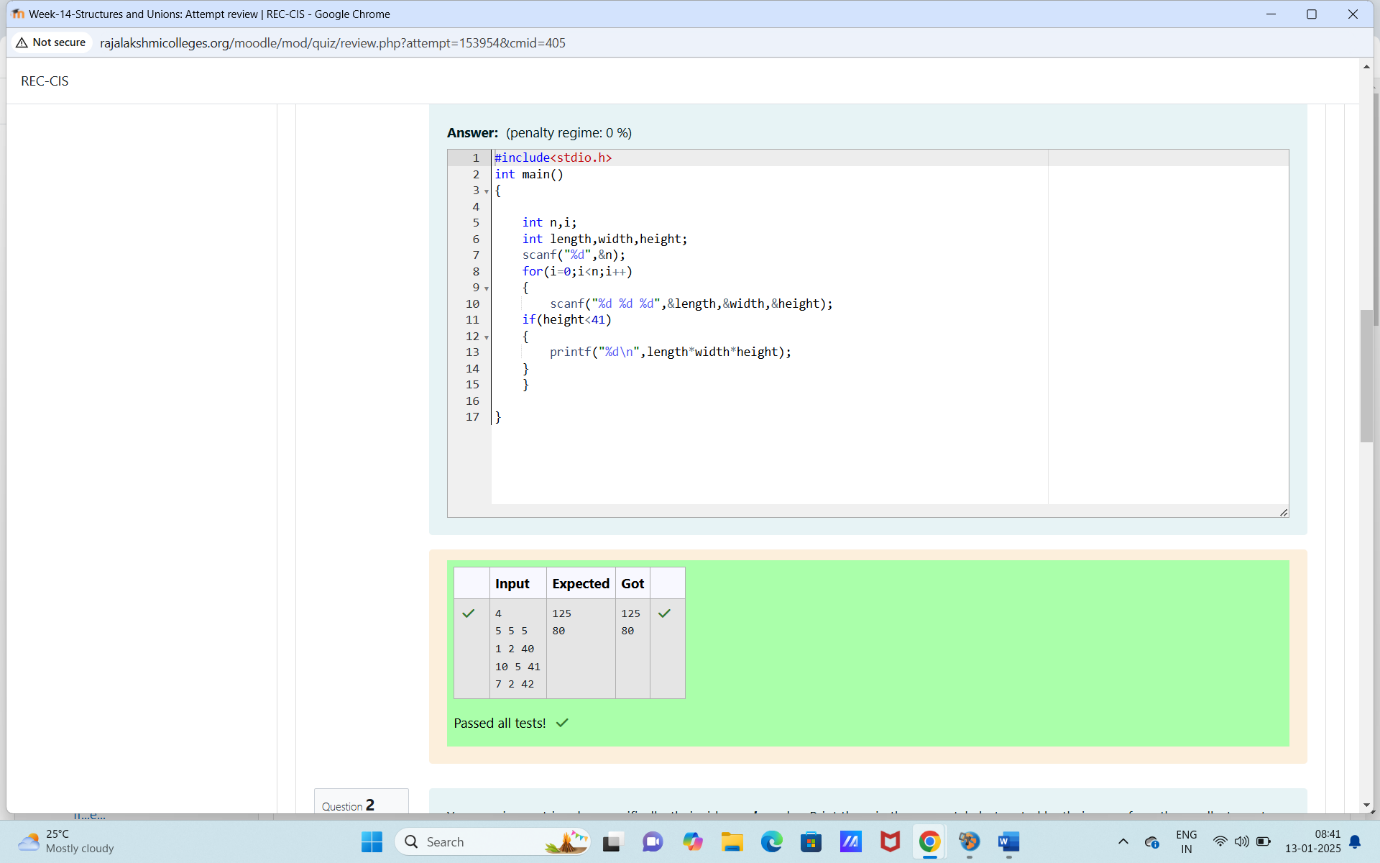 Week-14-Structures and Unions: Attempt review | REC-CIS - Google Chrome
Not secure rajalakshmicolleges.org/moodle/mod/quiz/review.php?attempt=153954&cmid=405
REC-CIS
Answer: (penalty regime: 0 %)
1 #include<stdio.h>
2 int main()
3 {
4
5 int n,i;
6 int length,width,height;
7 scanf("%d",&n);
8 for(i=0;i<n;i++)
9 {
10 scanf("%d %d %d",&length,&width,&height);
11 if(height<41)
12 {
13 printf("%d\n",length*width*height);
14 }
15 }
16
17 }
Input Expected Got
4 125 125
5 5 5 80 80
1 2 40
10 5 41
7 2 42
Passed all tests!
Question 2
25°C
Mostly cloudy
Search
ENG
IN
08:41
13-01-2025